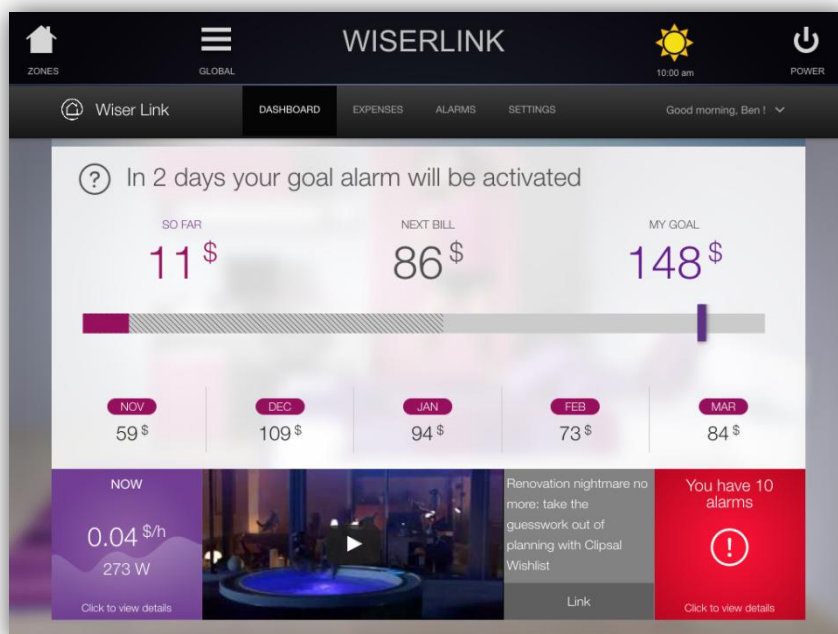 WISERLINK
ZONES
GLOBAL
10:00 am
POWER
Wiser Link
DASHBOARD
EXPENSES
ALARMS
SETTINGS
Good morning, Ben !
? In 2 days your goal alarm will be activated
SO FAR
11 $
NEXT BILL
86 $
MY GOAL
148 $
NOV
59 $
DEC
109 $
JAN
94 $
FEB
73 $
MAR
84 $
NOW
0.04 $/h
273 W
Click to view details
Renovation nightmare no
more: take the
guesswork out of
planning with Clipsal
Wishlist
Link
You have 10
alarms
!
Click to view details